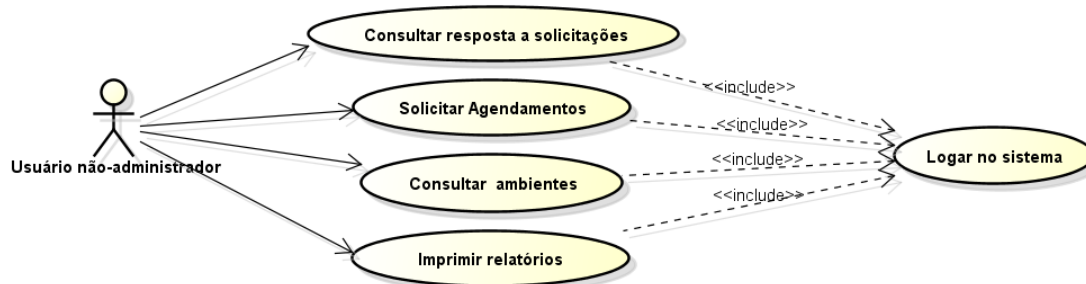 Consultar resposta a solicitações
<<include>>
Solicitar Agendamentos
<<include>>
Usuário não-administrador
Logar no sistema
Consultar ambientes
<<include>>
<<include>>
Imprimir relatórios